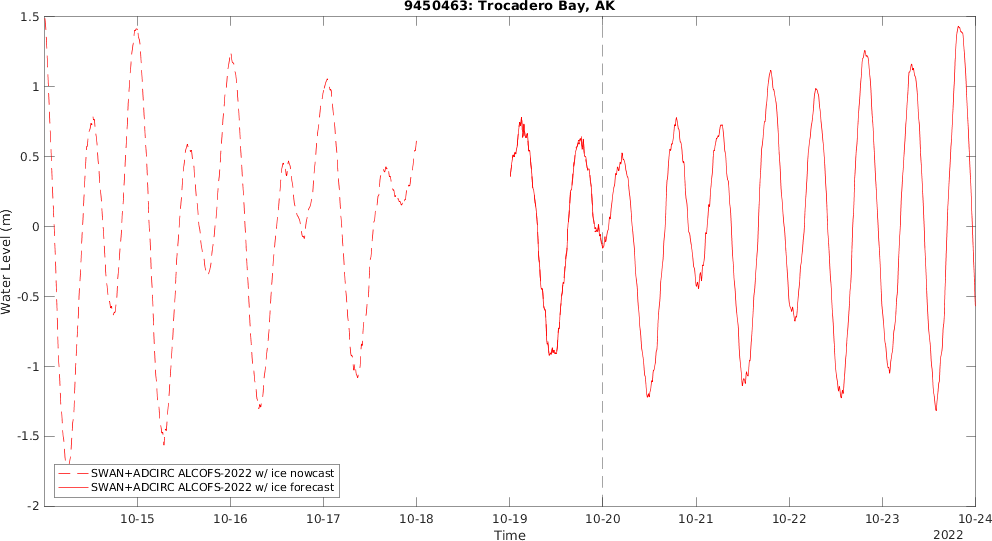 9450463: Trocadero Bay, AK
Water Level (m)
1.5
1
0.5
0
-0.5
-1
-1.5
-2
SWAN+ADCIRC ALCOFS-2022 w/ ice nowcast
SWAN+ADCIRC ALCOFS-2022 w/ ice forecast
10-15 10-16 10-17 10-18 10-19 10-20 10-21 10-22 10-23 10-24
Time
2022